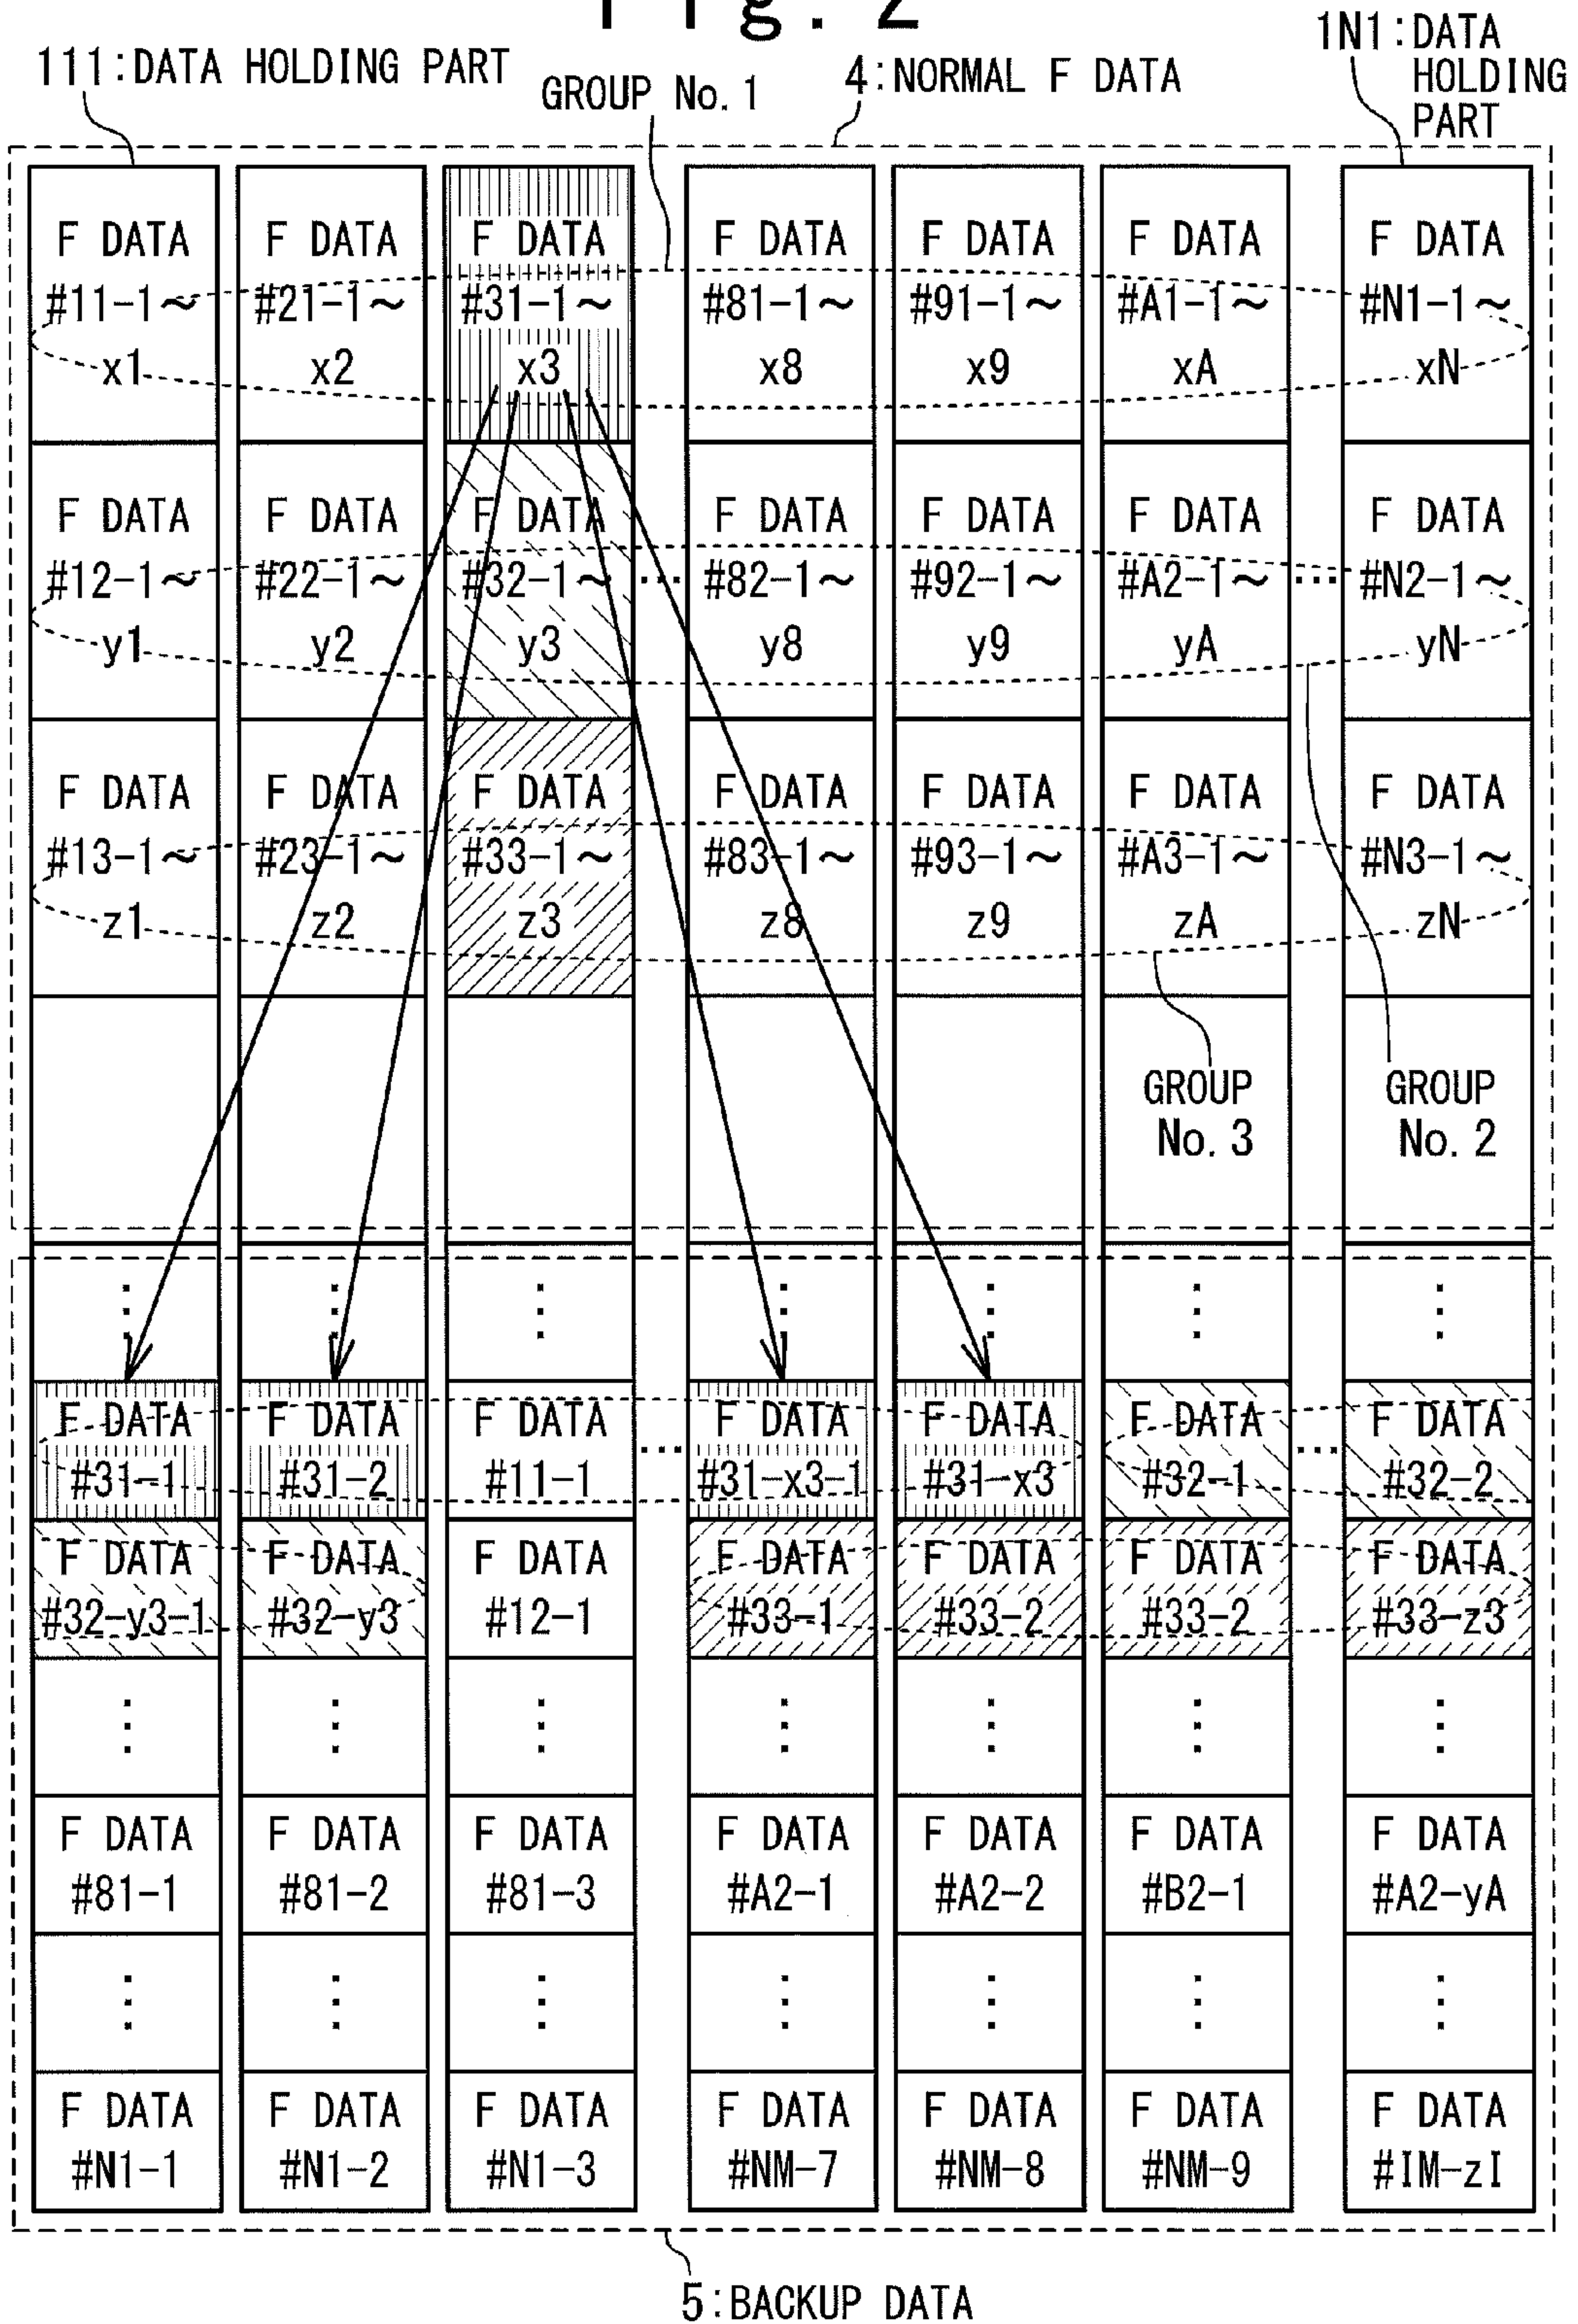 Fig. 2
111:DATA HOLDING PART
GROUP No. 1
4:NORMAL F DATA
1N1:DATA
HOLDING
PART
F DATA F DATA F DATA F DATA F DATA F DATA F DATA
#11-1~ #21-1~ #31-1~ #81-1~ #91-1~ #A1-1~ #N1-1~
x1 x2 x3 x8 x9 xA xN
F DATA F DATA F DATA F DATA F DATA F DATA F DATA
#12-1~ #22-1~ #32-1~ ... #82-1~ #92-1~ #A2-1~ ... #N2-1~
y1 y2 y3 y8 y9 yA yN
F DATA F DATA F DATA F DATA F DATA F DATA F DATA
#13-1~ #23-1~ #33-1~ #83-1~ #93-1~ #A3-1~ #N3-1~
z1 z2 z3 z8 z9 zA zN
GROUP GROUP
No. 3 No. 2
F DATA F DATA F DATA ... F DATA F DATA F DATA ... F DATA
#31-1 #31-2 #11-1 #31-x3-1 #31-x3 #32-1 #32-2
F DATA F DATA F DATA F DATA F DATA F DATA F DATA
#32-y3-1 #32-y3 #12-1 #33-1 #33-2 #33-2 #33-z3
F DATA F DATA F DATA F DATA F DATA F DATA F DATA
#81-1 #81-2 #81-3 #A2-1 #A2-2 #B2-1 #A2-yA
F DATA F DATA F DATA F DATA F DATA F DATA F DATA
#N1-1 #N1-2 #N1-3 #NM-7 #NM-8 #NM-9 #IM-zI
5:BACKUP DATA